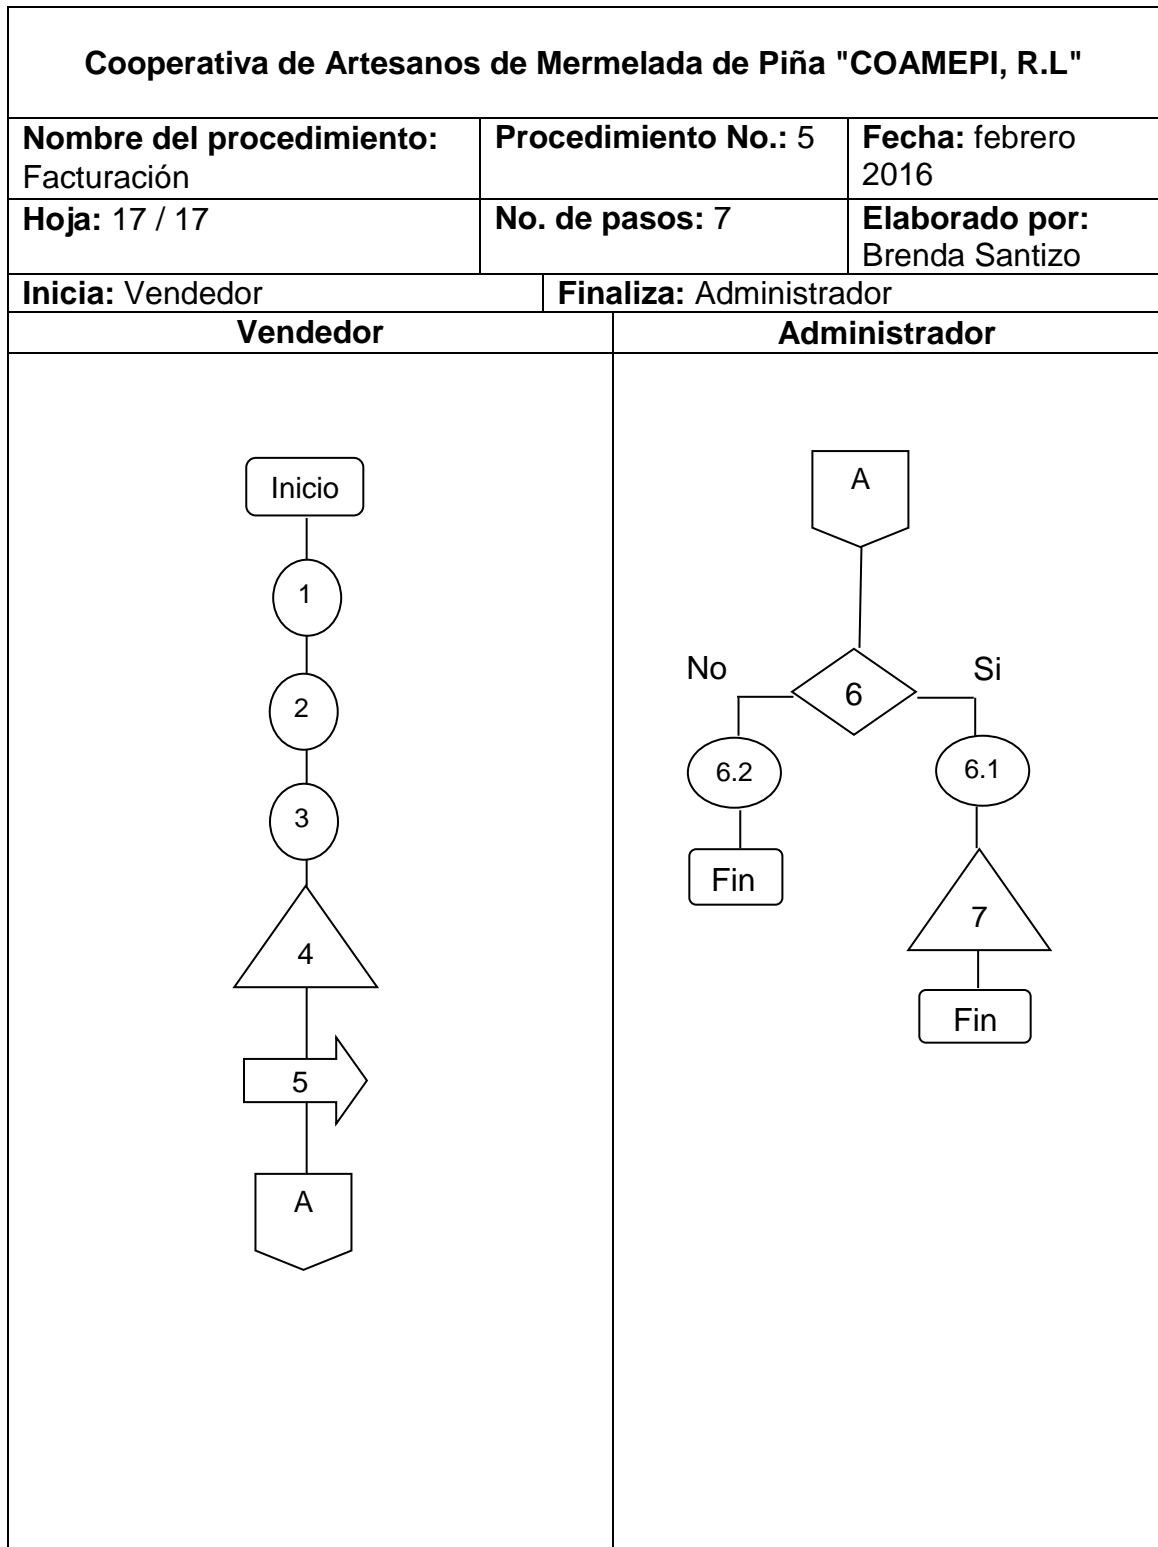 Cooperativa de Artesanos de Mermelada de Piña "COAMEPI, R.L"
Nombre del procedimiento:
Facturación
Procedimiento No.: 5
Fecha: febrero
2016
Hoja: 17 / 17
No. de pasos: 7
Elaborado por:
Brenda Santizo
Inicia: Vendedor
Finaliza: Administrador
Vendedor
Administrador
Inicio
1
2
3
4
5
A
A
6
No
Si
6.2
6.1
Fin
7
Fin